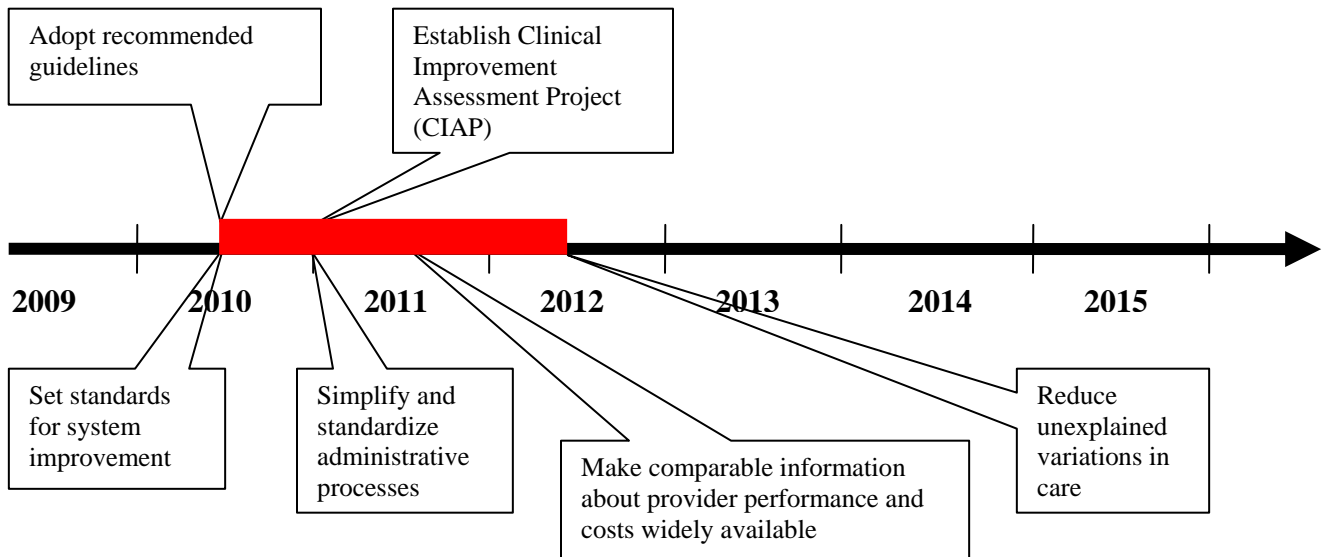 Adopt recommended
guidelines
Establish Clinical
Improvement
Assessment Project
(CIAP)
2009 2010 2011 2012 2013 2014 2015
Set standards
for system
improvement
Simplify and
standardize
administrative
processes
Make comparable information
about provider performance and
costs widely available
Reduce
unexplained
variations in
care